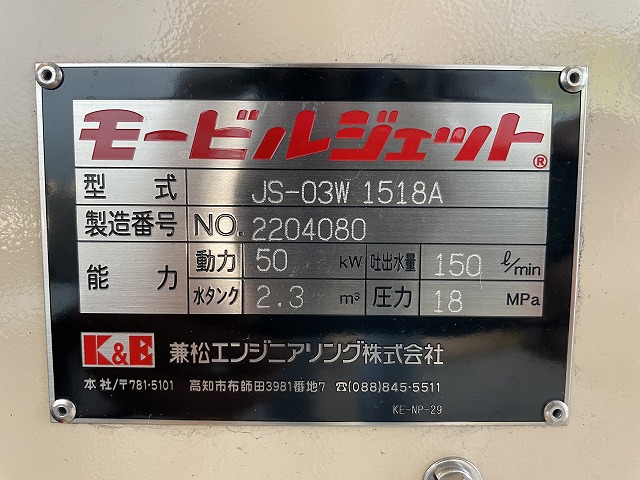 モービルジェット®
型式 JS-03W 1518A
製造番号 NO. 2204080
能力 動力 50 kW 吐出水量 150 ℓ/min
水タンク 2.3 m³ 圧力 18 MPa
K&E 兼松エンジニアリング株式会社
本社/〒781-5101 高知市布師田3981番地7 ☎(088)845-5511
KE-NP-29